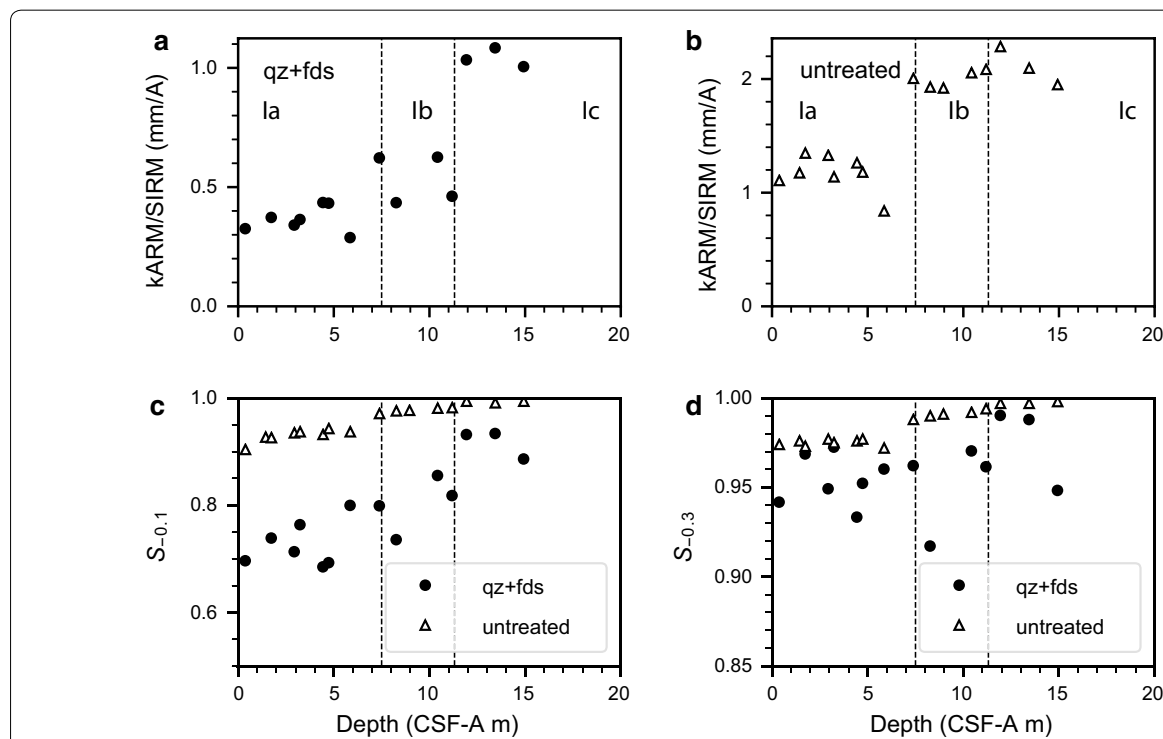 a
qz+fds
Ia
Ib
Ic
kARM/SIRM (mm/A)
1.0
0.5
0.0
0 5 10 15 20
b
untreated
Ia
Ib
Ic
kARM/SIRM (mm/A)
2
1
0
0 5 10 15 20
c
S−0.1
1.0
0.8
0.6
qz+fds
untreated
0 5 10 15 20
Depth (CSF-A m)
d
S−0.3
1.00
0.95
0.90
0.85
qz+fds
untreated
0 5 10 15 20
Depth (CSF-A m)